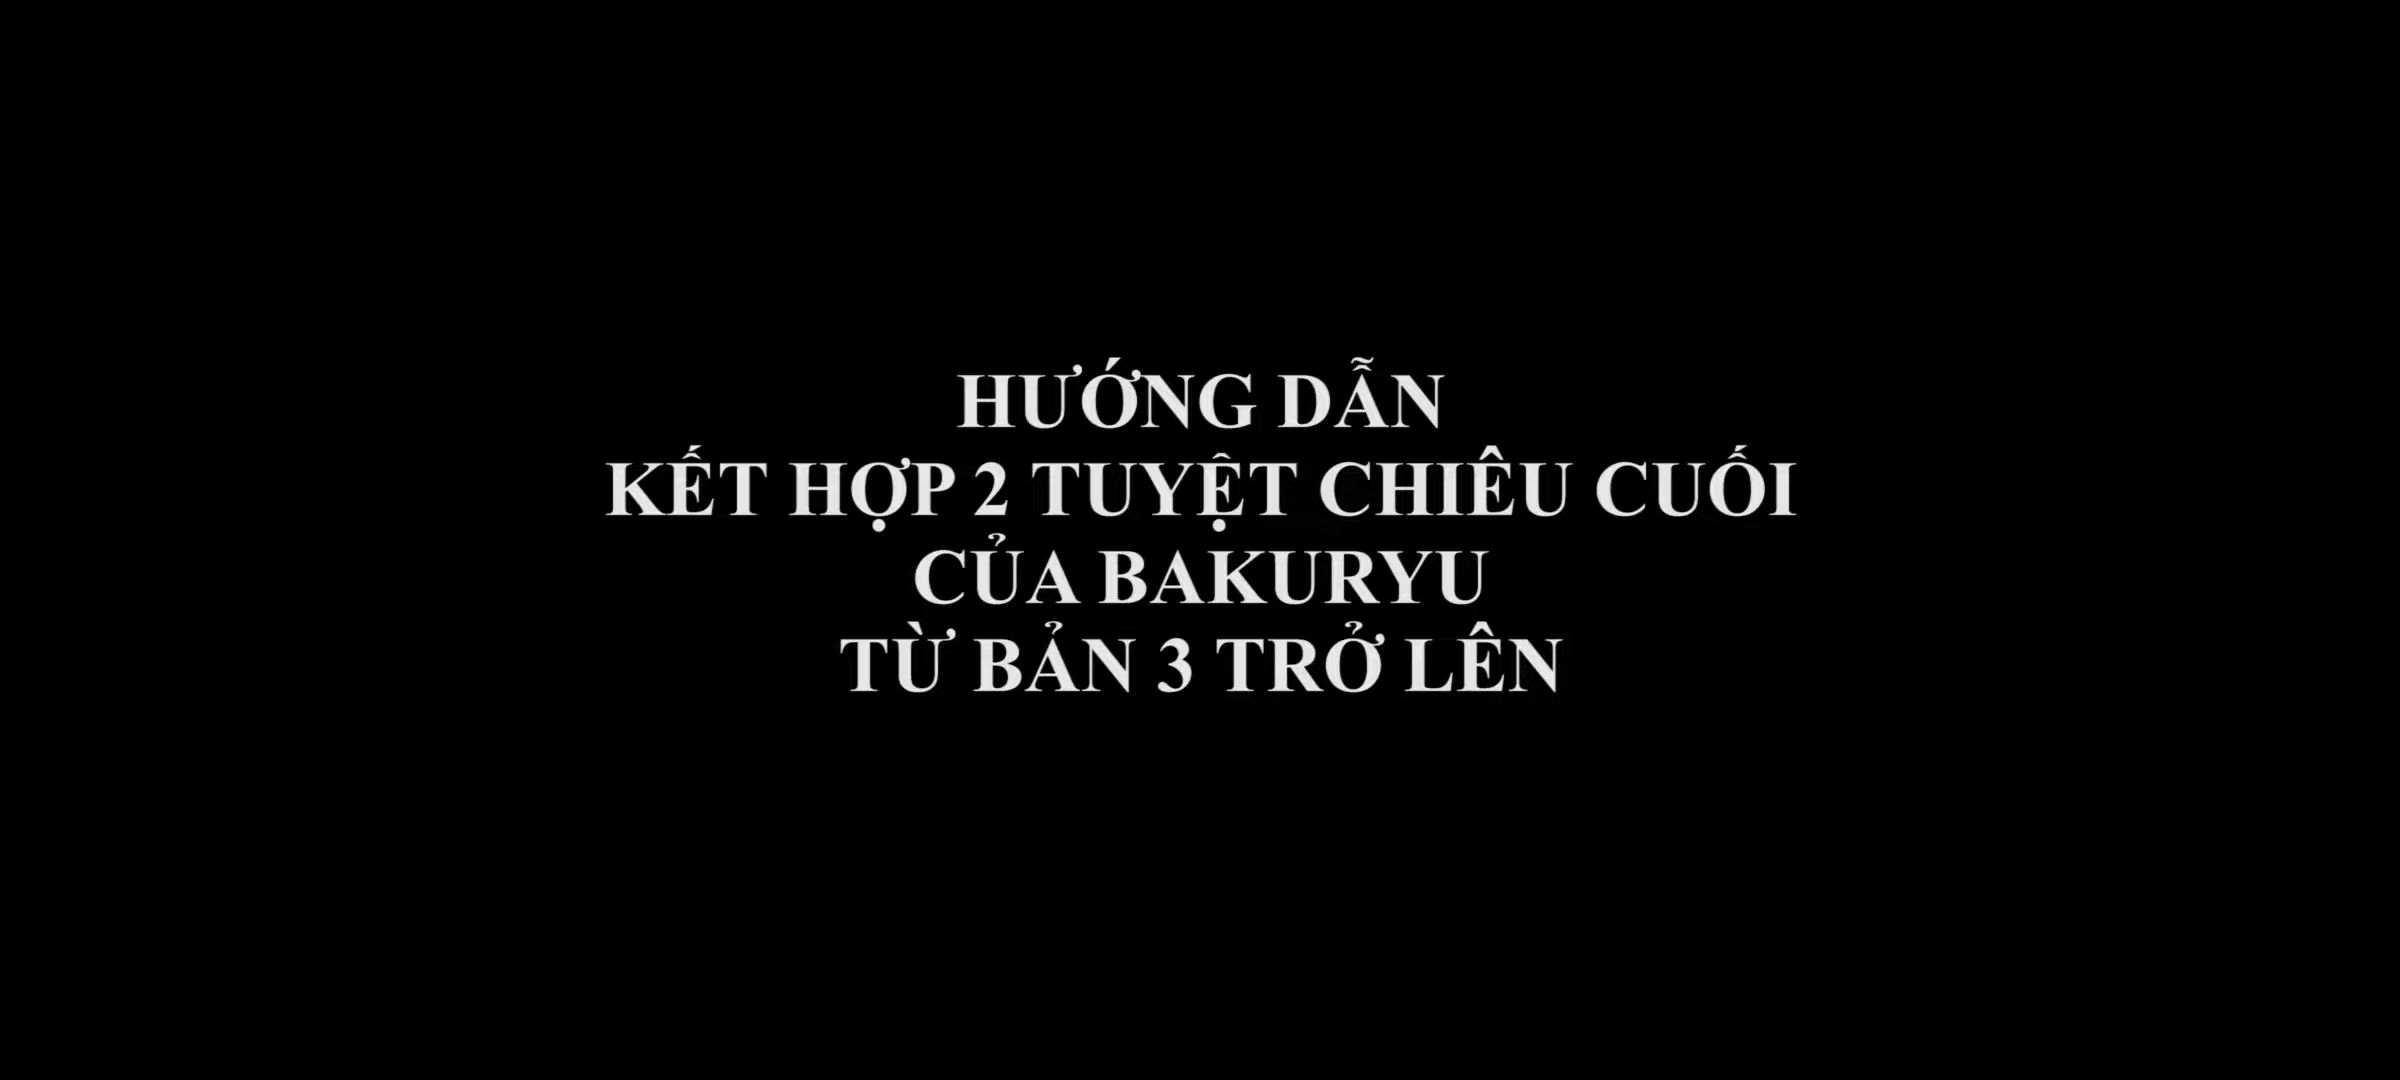 HƯỚNG DẪN
KẾT HỢP 2 TUYỆT CHIÊU CUỐI
CỦA BAKURYU
TỪ BẢN 3 TRỞ LÊN